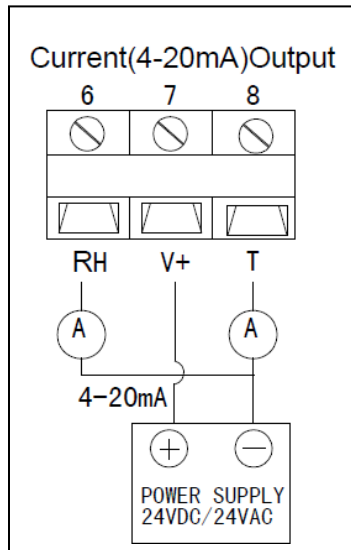 Current(4-20mA)Output
6 7 8
RH V+ T
A A
4-20mA
+ −
POWER SUPPLY
24VDC/24VAC